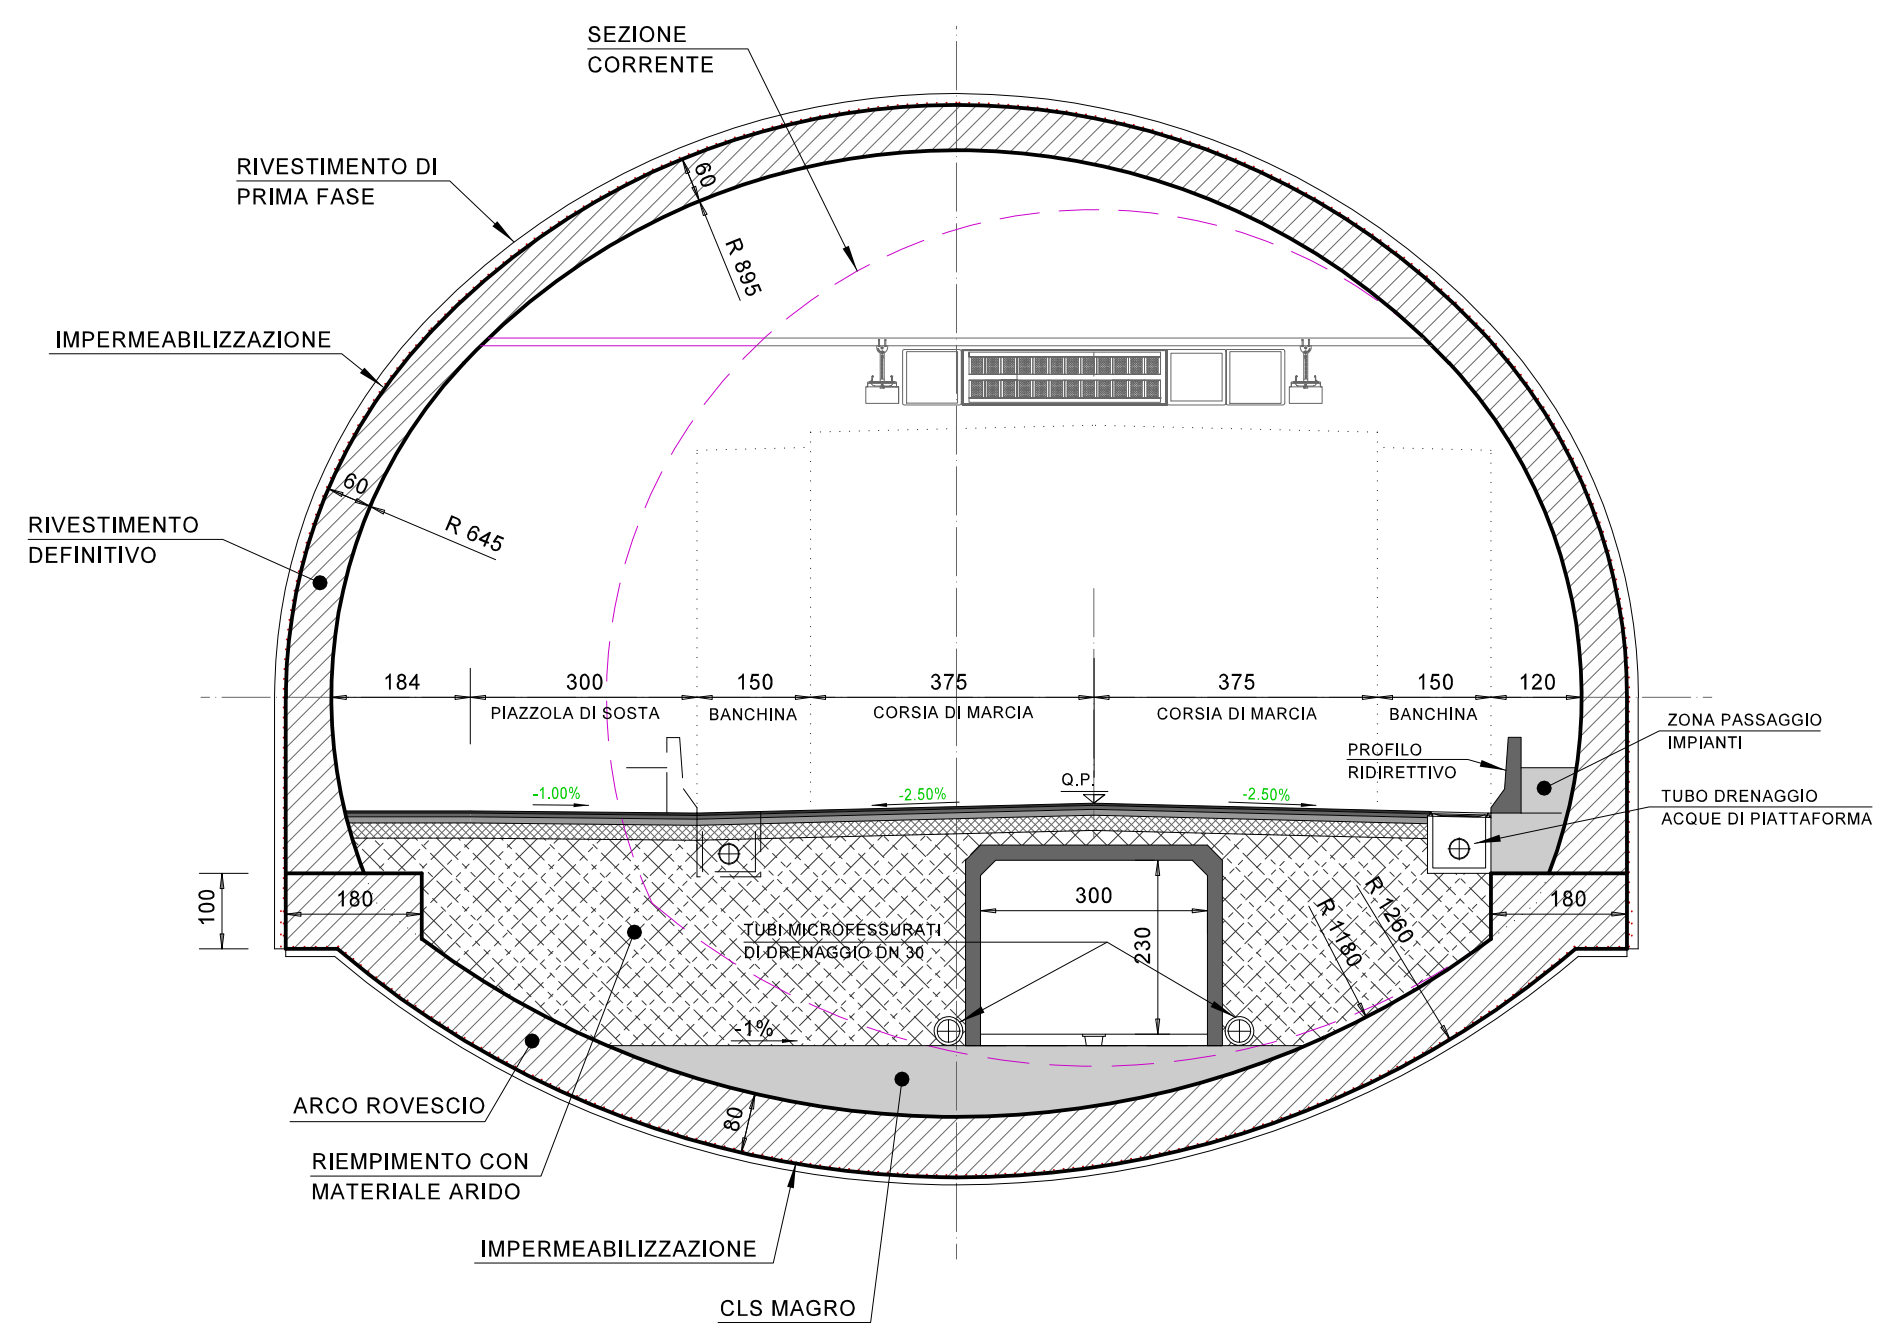 SEZIONE
CORRENTE
RIVESTIMENTO DI
PRIMA FASE
60
R 895
IMPERMEABILIZZAZIONE
60
R 645
RIVESTIMENTO
DEFINITIVO
184
300
150
375
375
150
120
PIAZZOLA DI SOSTA
BANCHINA
CORSIA DI MARCIA
CORSIA DI MARCIA
BANCHINA
ZONA PASSAGGIO
IMPIANTI
PROFILO
RIDIRETTIVO
Q.P.
-1.00%
-2.50%
-2.50%
TUBO DRENAGGIO
ACQUE DI PIATTAFORMA
100
180
300
230
R 1180
R 1260
180
TUBI MICROFESSURATI
DI DRENAGGIO DN 30
-1%
ARCO ROVESCIO
80
RIEMPIMENTO CON
MATERIALE ARIDO
IMPERMEABILIZZAZIONE
CLS MAGRO